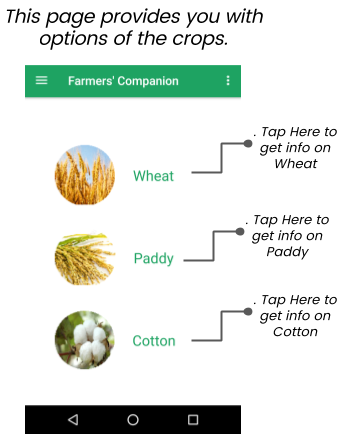 This page provides you with
options of the crops.
Farmers' Companion
. Tap Here to
get info on
Wheat
Wheat
. Tap Here to
get info on
Paddy
Paddy
. Tap Here to
get info on
Cotton
Cotton